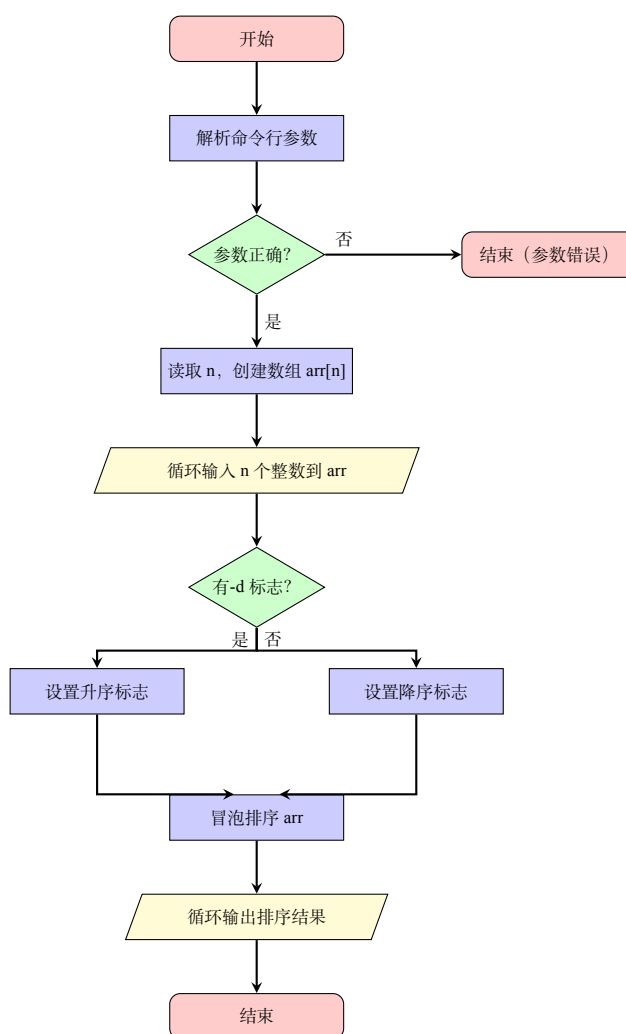 开始
解析命令行参数
参数正确?
否
结束（参数错误）
是
读取 n，创建数组 arr[n]
循环输入 n 个整数到 arr
有-d 标志?
是
否
设置升序标志
设置降序标志
冒泡排序 arr
循环输出排序结果
结束